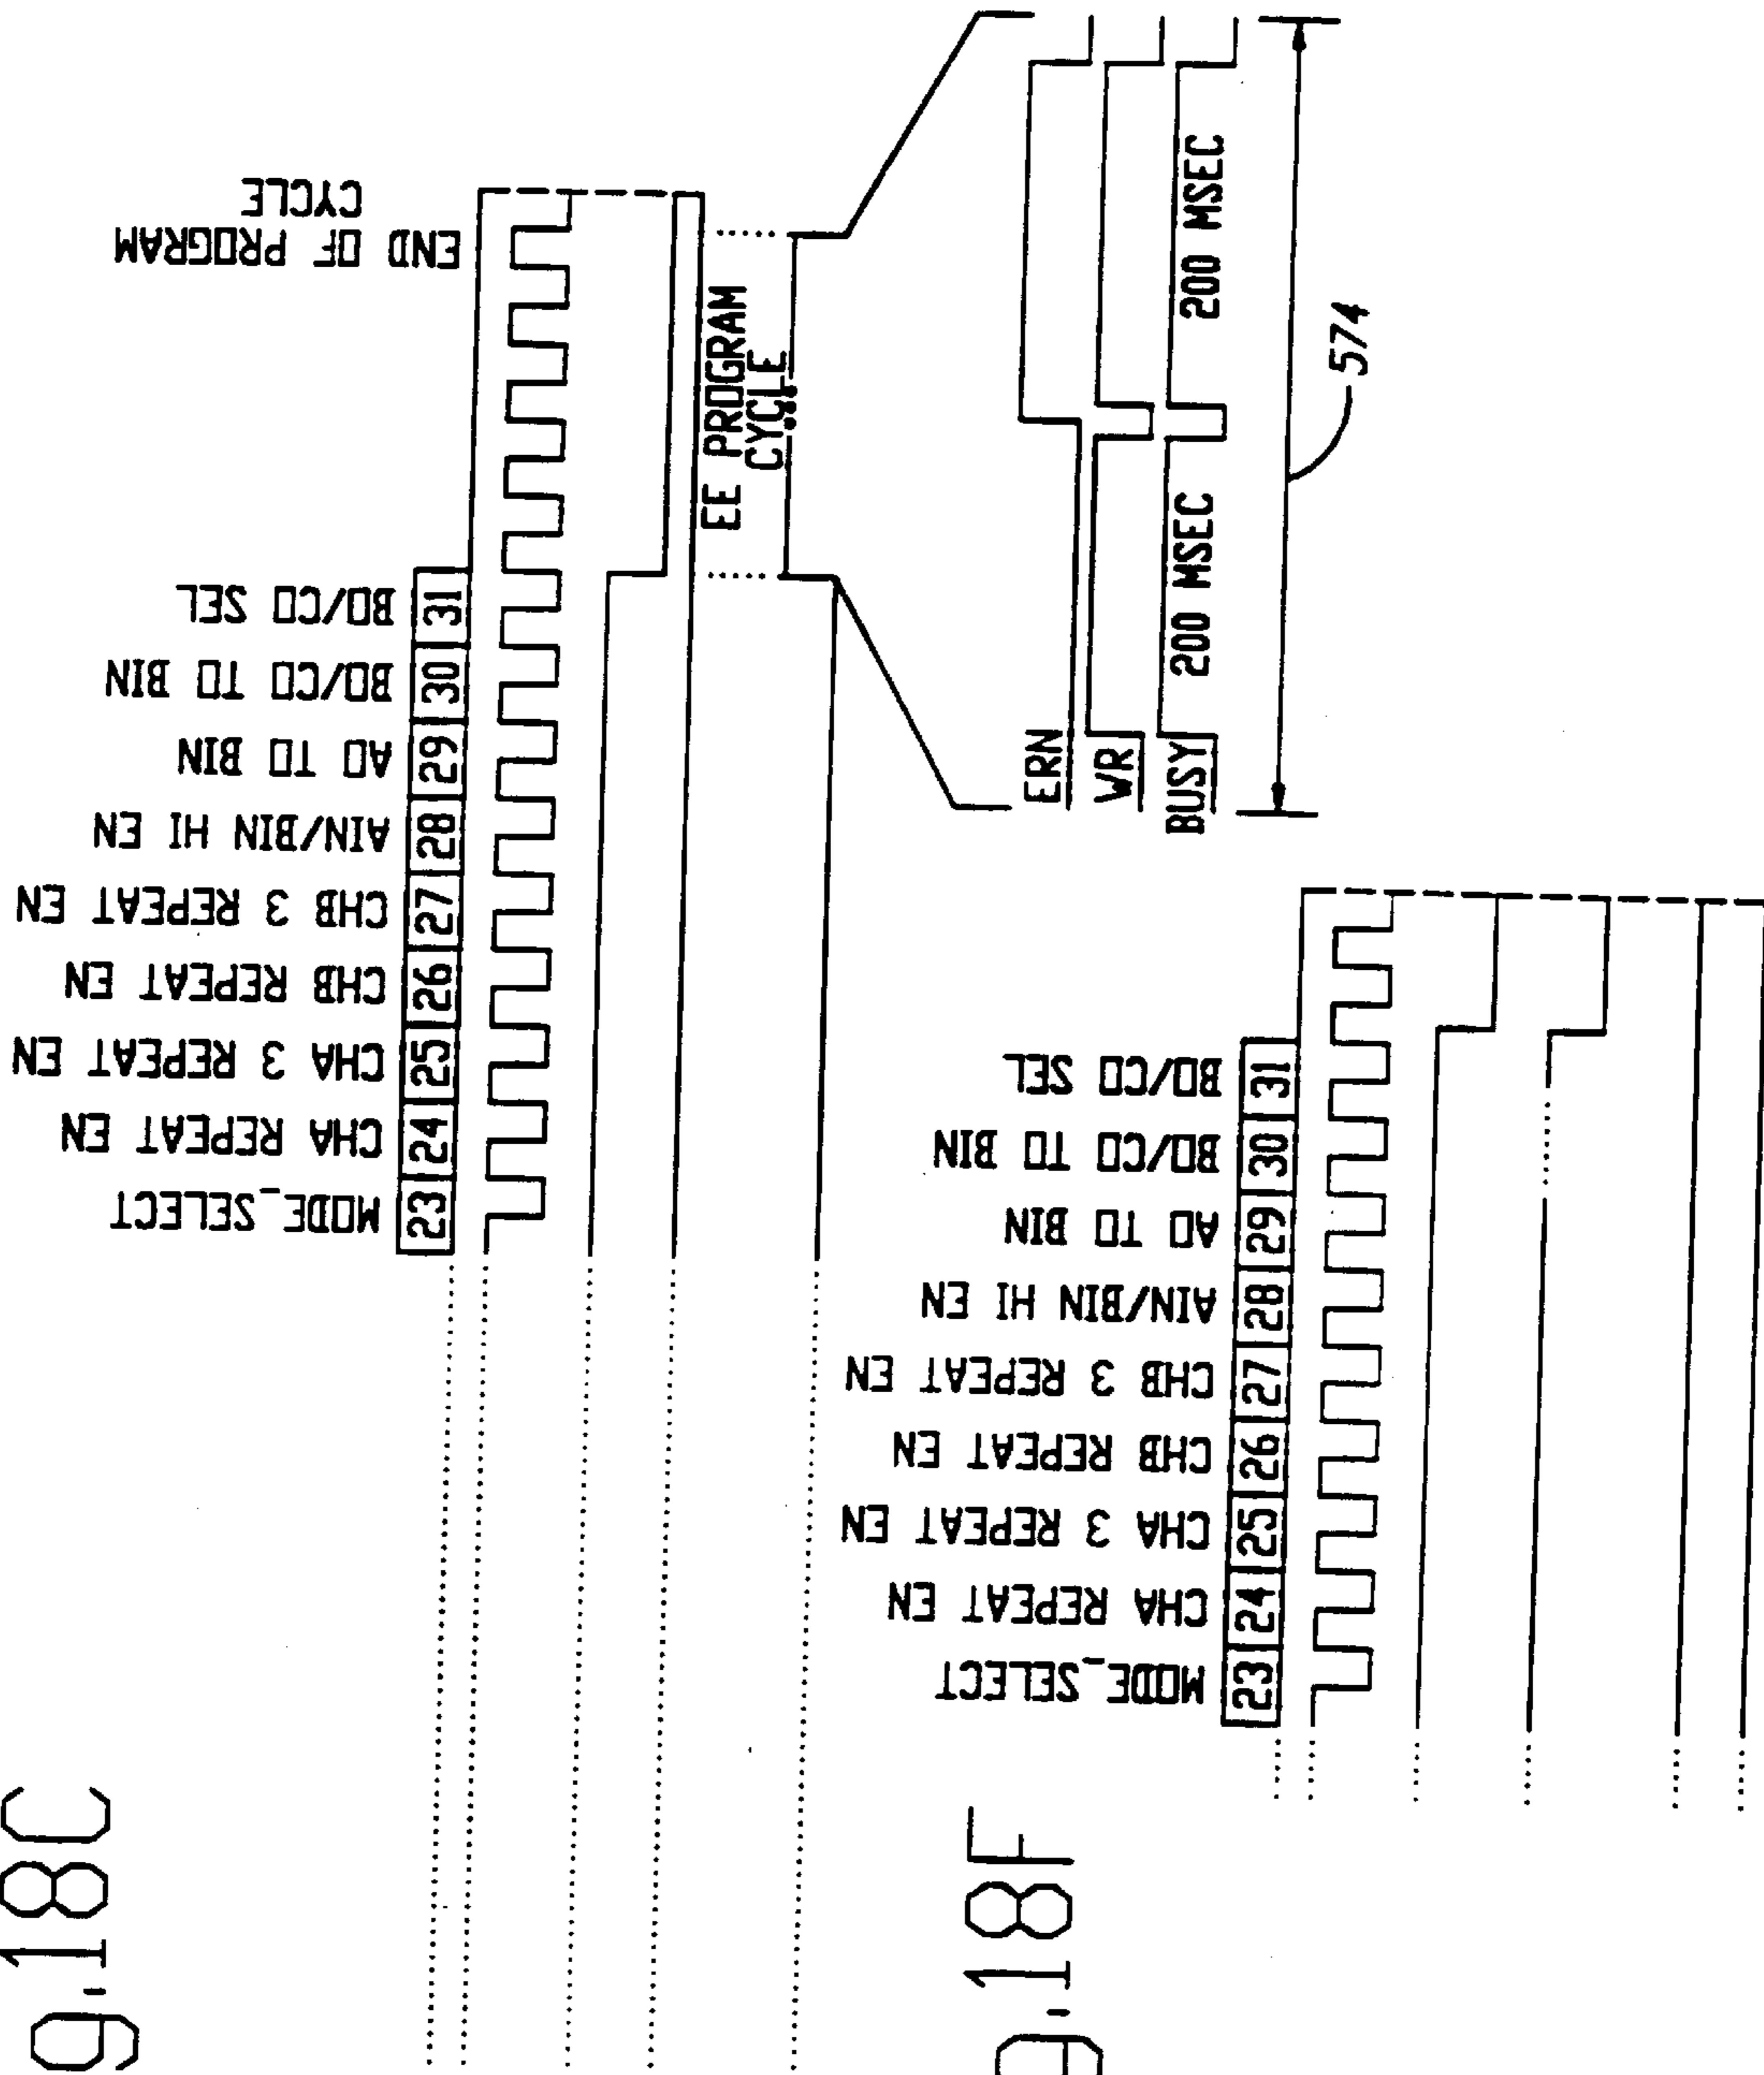 g.18C
MODE_SELECT
CHA REPEAT EN
CHA 3 REPEAT EN
CHB REPEAT EN
CHB 3 REPEAT EN
AIN/BIN HI EN
AO TO BIN
BO/CO TO BIN
BO/CO SEL
23 24 25 26 27 28 29 30 31
END OF PROGRAM
CYCLE
EE PROGRAM
CYCLE
ERN
WR
BUSY
200 MSEC
200 MSEC
574
g.18F
MODE_SELECT
CHA REPEAT EN
CHA 3 REPEAT EN
CHB REPEAT EN
CHB 3 REPEAT EN
AIN/BIN HI EN
AO TO BIN
BO/CO TO BIN
BO/CO SEL
23 24 25 26 27 28 29 30 31